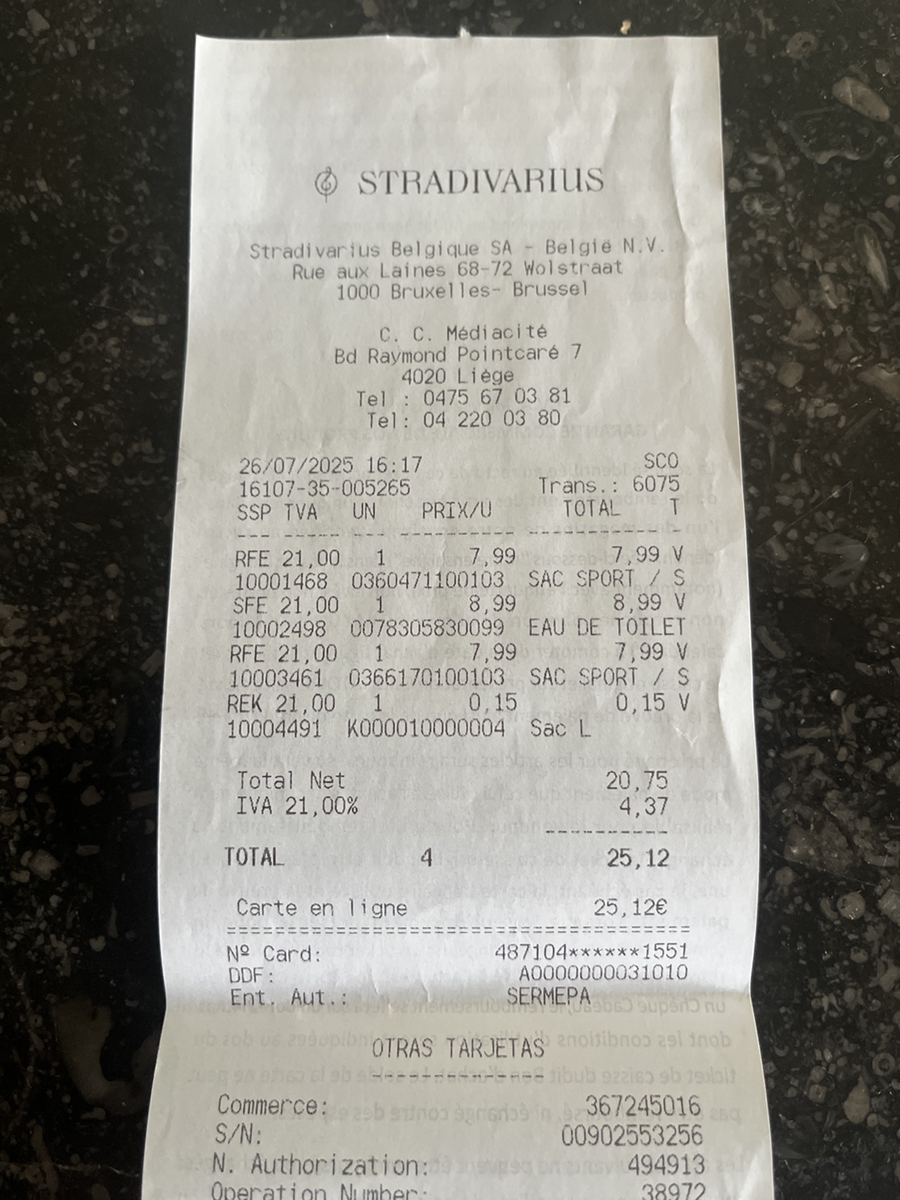 STRADIVARIUS
Stradivarius Belgique SA - Belgie N.V.
Rue aux Laines 68-72 Wolstraat
1000 Bruxelles- Brussel
C. C. Médiacité
Bd Raymond Pointcaré 7
4020 Liège
Tel : 0475 67 03 81
Tel: 04 220 03 80
26/07/2025 16:17 SCO
16107-35-005265 Trans.: 6075
SSP TVA UN PRIX/U TOTAL T
--- ----- --- --------- ------------ -
RFE 21,00 1 7,99 7,99 V
10001468 0360471100103 SAC SPORT / S
SFE 21,00 1 8,99 8,99 V
10002498 0078305830099 EAU DE TOILET
RFE 21,00 1 7,99 7,99 V
10003461 0366170100103 SAC SPORT / S
REK 21,00 1 0,15 0,15 V
10004491 K000010000004 Sac L
Total Net 20,75
IVA 21,00% 4,37
----------
TOTAL 4 25,12
Carte en ligne 25,12€
======================================
Nº Card: 487104******1551
DDF: A0000000031010
Ent. Aut.: SERMEPA
OTRAS TARJETAS
--------------
Commerce: 367245016
S/N: 00902553256
N. Authorization: 494913
Operation Number: 38972